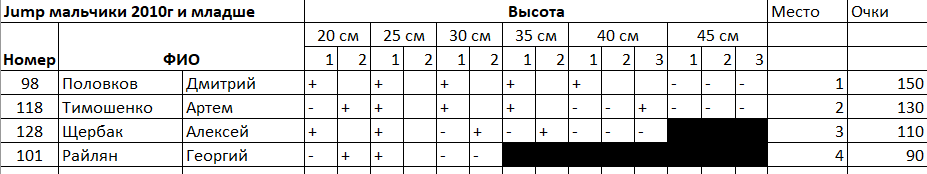 Jump мальчики 2010г и младше Высота Место Очки
20 см 25 см 30 см 35 см 40 см 45 см
Номер ФИО 1 2 1 2 1 2 1 2 1 2 3 1 2 3
98 Половков Дмитрий + + + + + - - - 1 150
118 Тимошенко Артем - + + + + - - + - - - 2 130
128 Щербак Алексей + + - + - + - - - 3 110
101 Райлян Георгий - + + - - 4 90